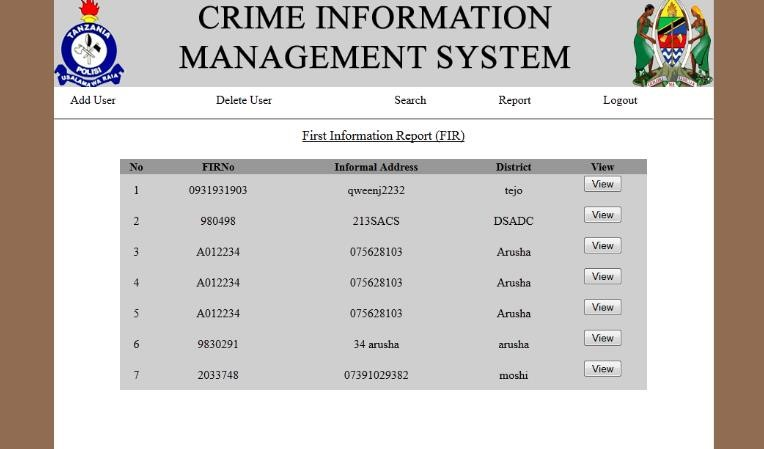 CRIME INFORMATION
MANAGEMENT SYSTEM
TANZANIA
POLISI
USALAMA WA RAIA
Add User Delete User Search Report Logout
First Information Report (FIR)
No FIRNo Informal Address District View
1 0931931903 qweenj2232 tejo View
2 980498 213SACS DSADC View
3 A012234 075628103 Arusha View
4 A012234 075628103 Arusha View
5 A012234 075628103 Arusha View
6 9830291 34 arusha arusha View
7 2033748 07391029382 moshi View